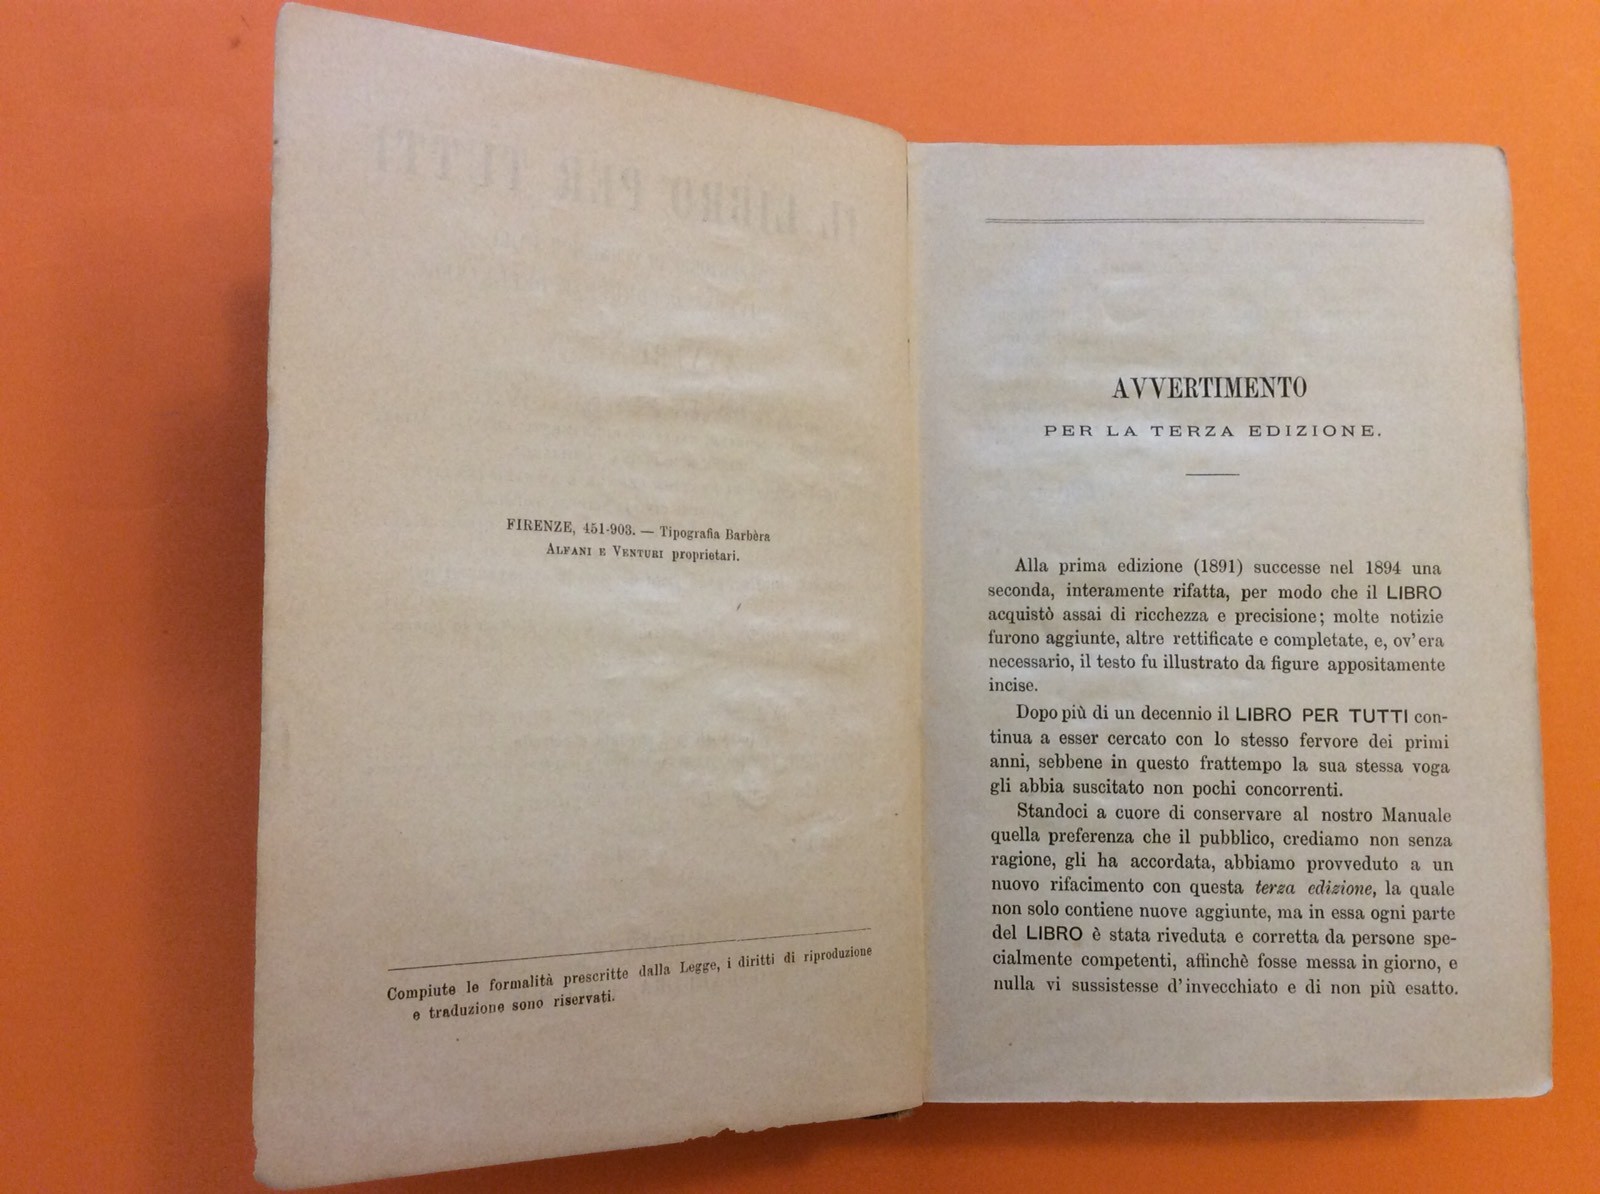 FIRENZE, 451-903. — Tipografia Barbèra
ALFANI E VENTURI proprietari.
Compiute le formalità prescritte dalla Legge, i diritti di riproduzione
e traduzione sono riservati.
AVVERTIMENTO
PER LA TERZA EDIZIONE.
Alla prima edizione (1891) successe nel 1894 una
seconda, interamente rifatta, per modo che il LIBRO
acquistò assai di ricchezza e precisione; molte notizie
furono aggiunte, altre rettificate e completate, e, ov'era
necessario, il testo fu illustrato da figure appositamente
incise.
Dopo più di un decennio il LIBRO PER TUTTI con-
tinua a esser cercato con lo stesso fervore dei primi
anni, sebbene in questo frattempo la sua stessa voga
gli abbia suscitato non pochi concorrenti.
Standoci a cuore di conservare al nostro Manuale
quella preferenza che il pubblico, crediamo non senza
ragione, gli ha accordata, abbiamo provveduto a un
nuovo rifacimento con questa terza edizione, la quale
non solo contiene nuove aggiunte, ma in essa ogni parte
del LIBRO è stata riveduta e corretta da persone spe-
cialmente competenti, affinchè fosse messa in giorno, e
nulla vi sussistesse d'invecchiato e di non più esatto.